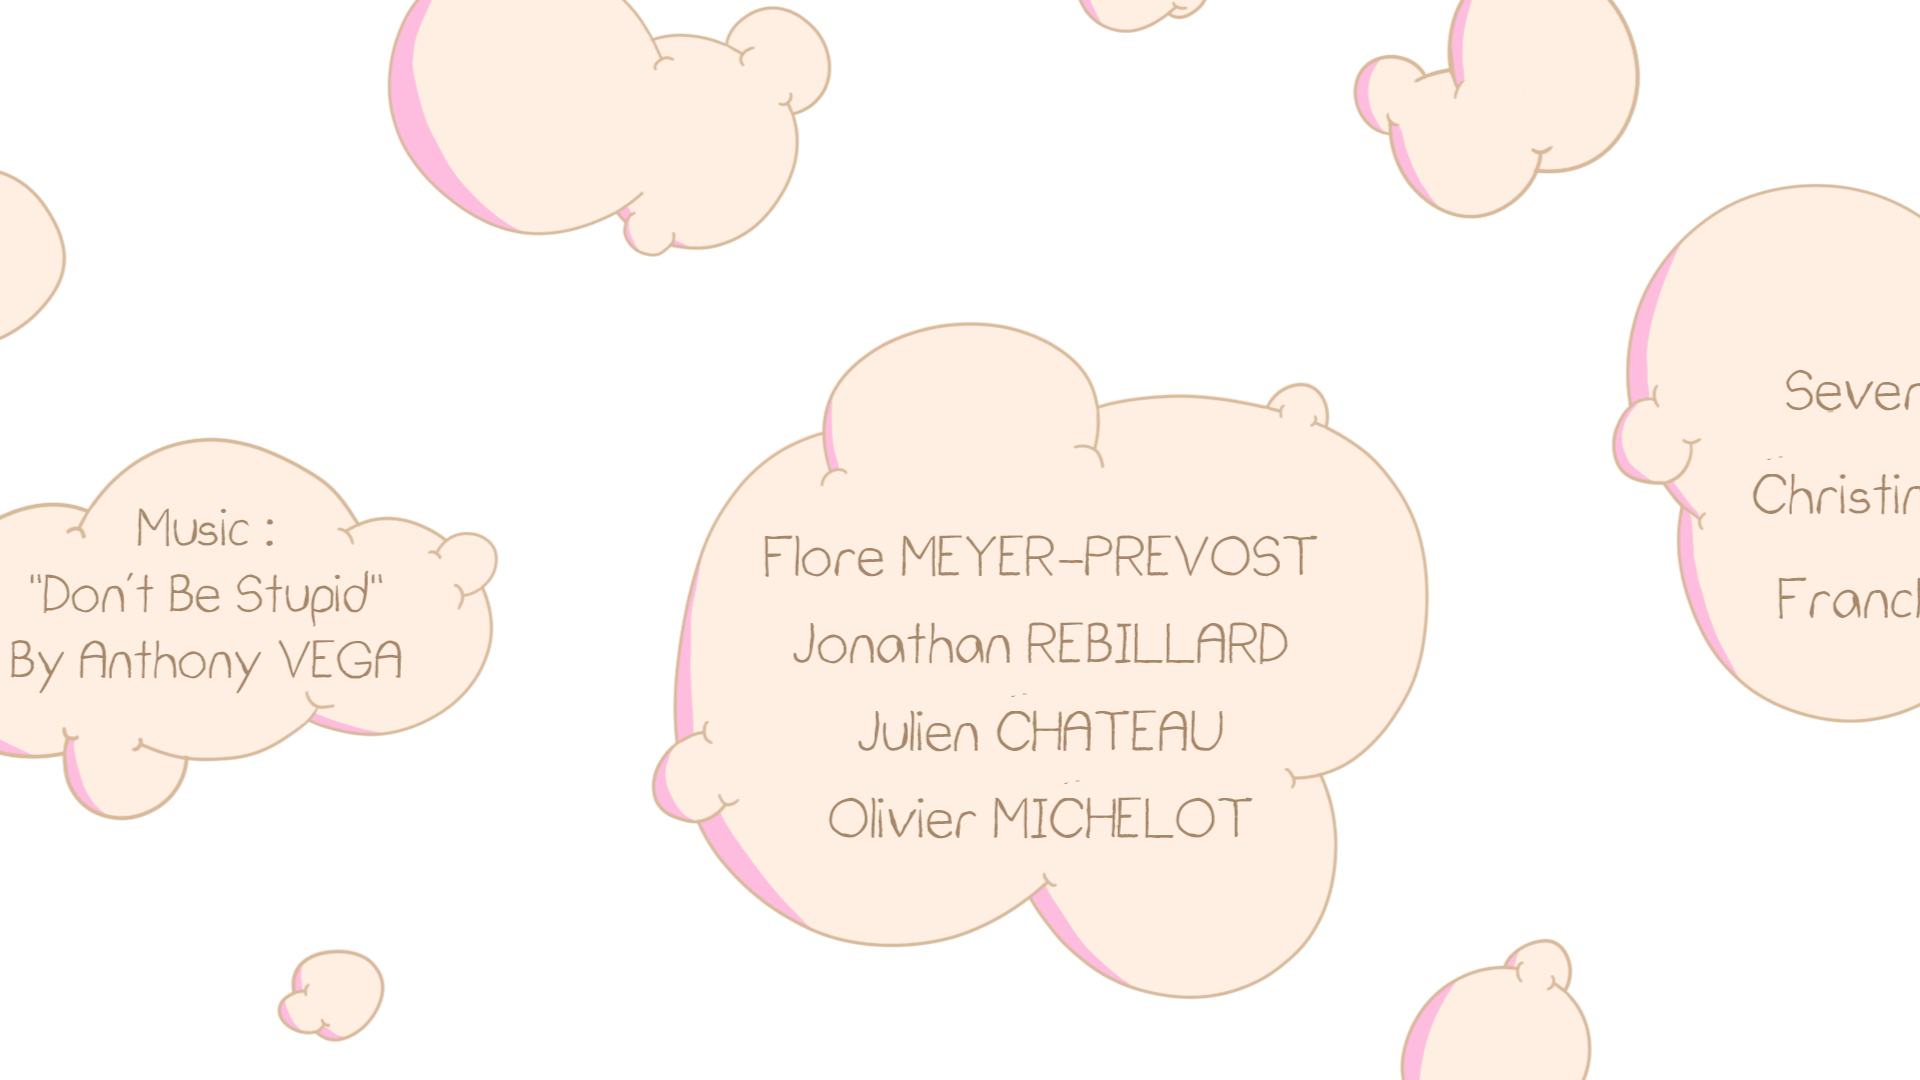 Music :
"Don't Be Stupid"
By Anthony VEGA
Flore MEYER-PREVOST
Jonathan REBILLARD
Julien CHATEAU
Olivier MICHELOT